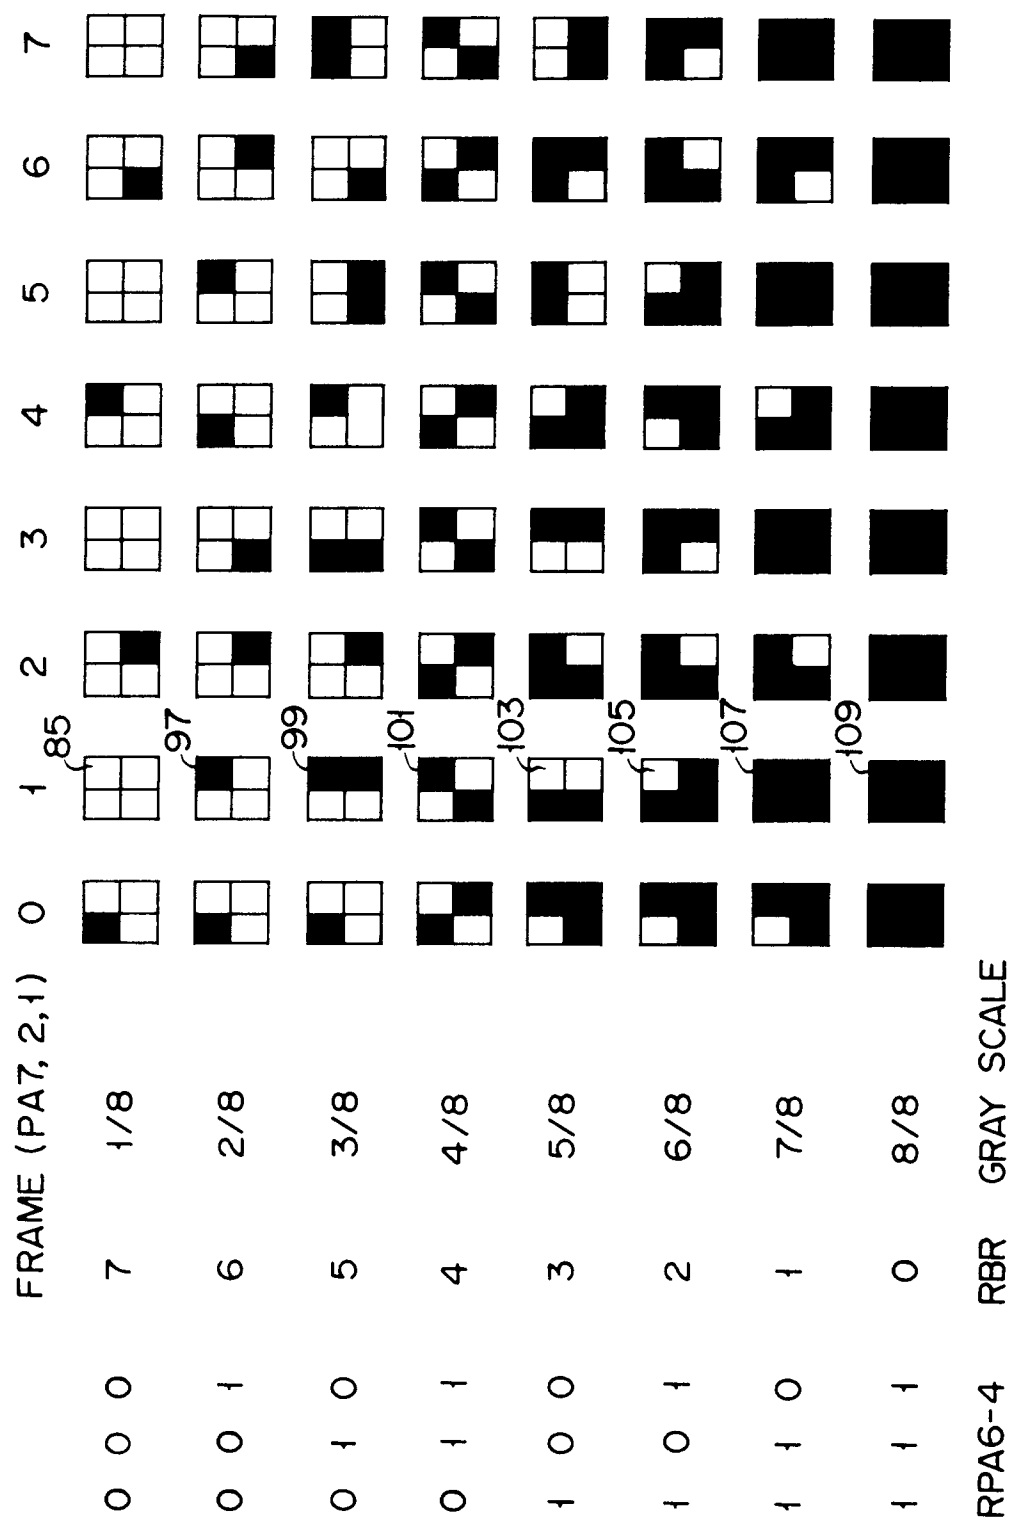 FRAME (PA7, 2,1) 0 1 2 3 4 5 6 7
85
0 0 0 7 1/8
97
0 0 1 6 2/8
99
0 1 0 5 3/8
101
0 1 1 4 4/8
103
1 0 0 3 5/8
105
1 0 1 2 6/8
107
1 1 0 1 7/8
109
1 1 1 0 8/8
RPA6-4 RBR GRAY SCALE